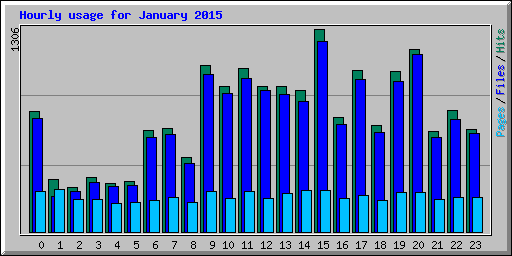 Hourly usage for January 2015
1306
Pages / Files / Hits
0 1 2 3 4 5 6 7 8 9 10 11 12 13 14 15 16 17 18 19 20 21 22 23